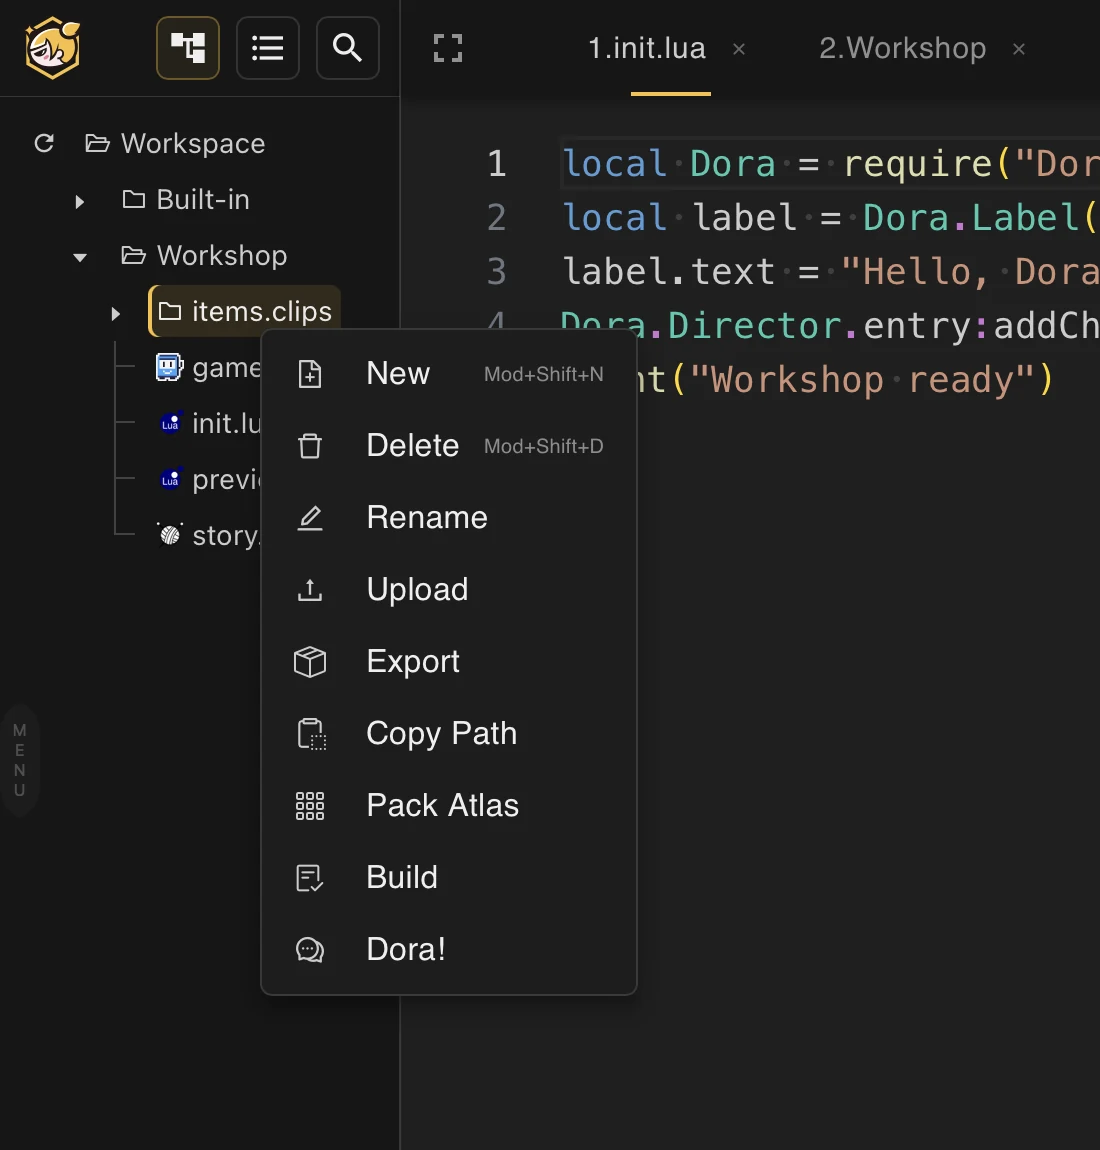 1.init.lua ×
2.Workshop ×
Workspace
Built-in
Workshop
items.clips
game
init.lu
previ
story.
1 local Dora = require("Dor
2 local label = Dora.Label(
3 label.text = "Hello, Dora
4 Dora.Director.entry:addCh
nt("Workshop ready")
New Mod+Shift+N
Delete Mod+Shift+D
Rename
Upload
Export
Copy Path
Pack Atlas
Build
Dora!
MENU